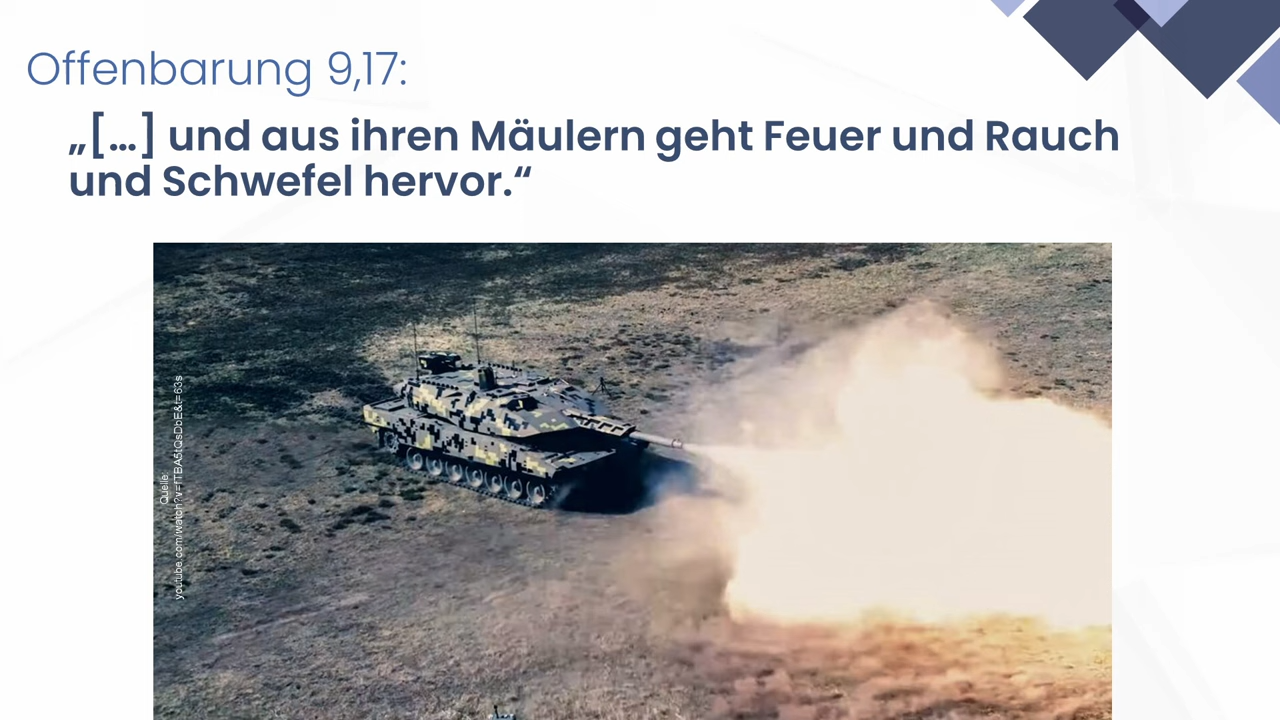 Offenbarung 9,17:
„[…] und aus ihren Mäulern geht Feuer und Rauch
und Schwefel hervor.“
Quelle:
youtube.com/watch?v=fTBA5tQsDbE&t=63s